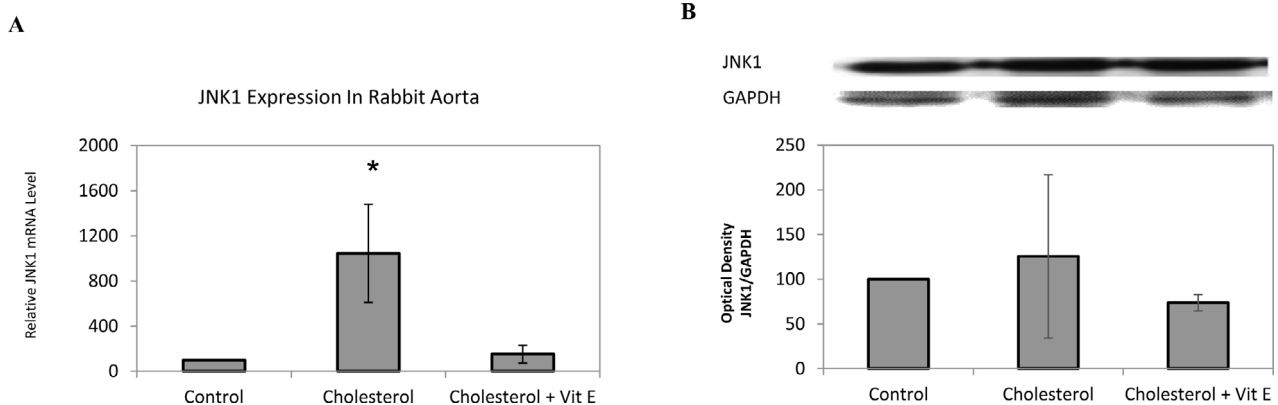 A
JNK1 Expression In Rabbit Aorta
Relative JNK1 mRNA Level
2000
1600
1200
800
400
0
*
Control
Cholesterol
Cholesterol + Vit E
B
JNK1
GAPDH
Optical Density
JNK1/GAPDH
250
200
150
100
50
0
Control
Cholesterol
Cholesterol + Vit E